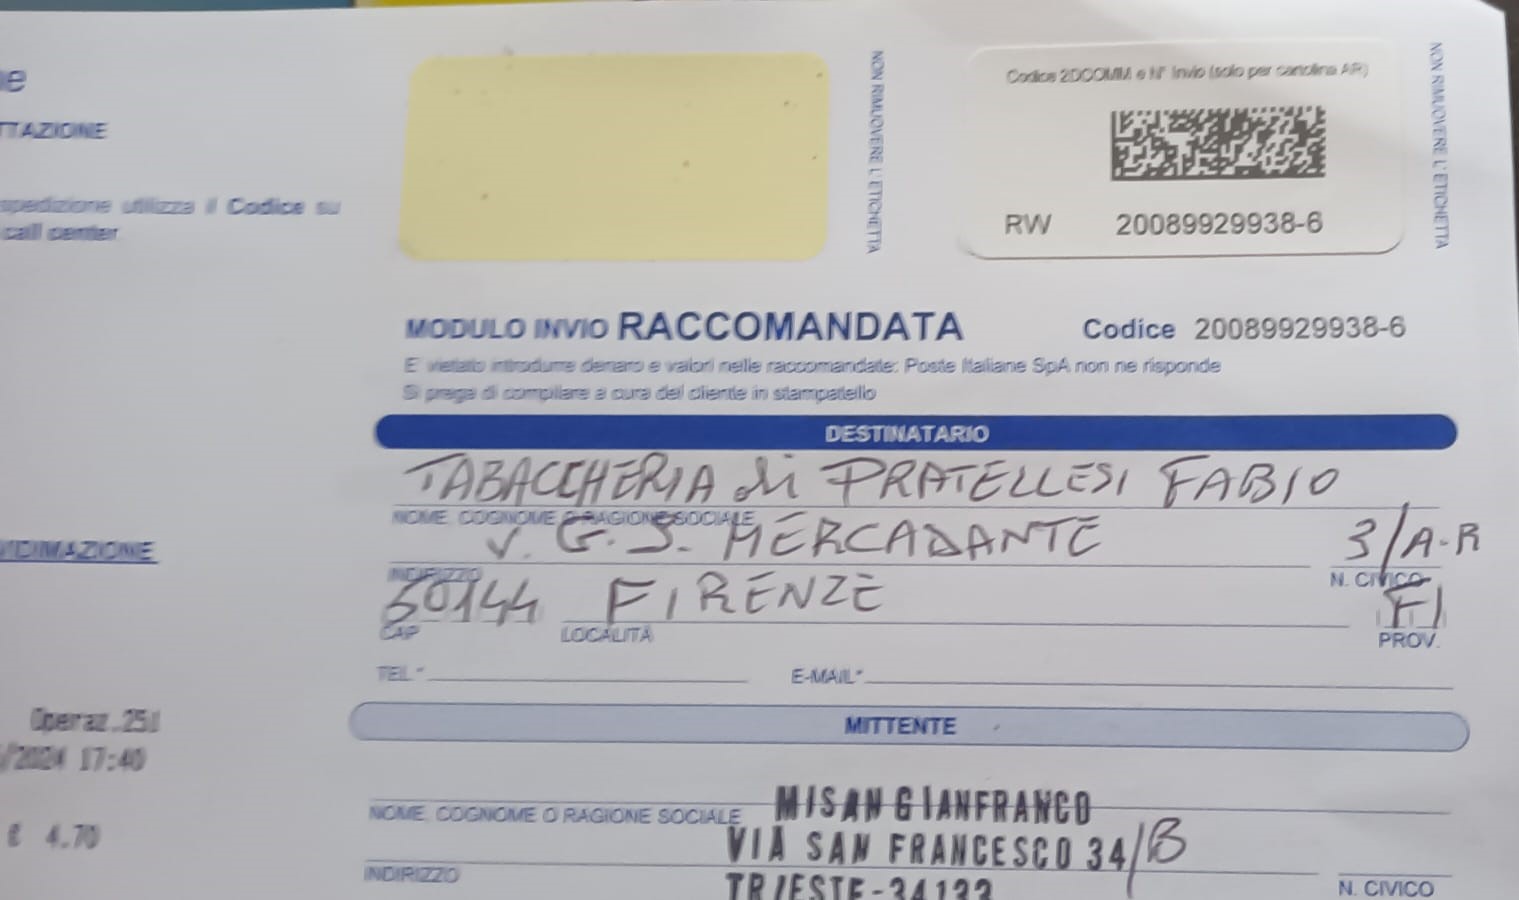 e
TTAZIONE
spedizione utilizza il Codice su
call center
NON RIMUOVERE L'ETICHETTA
Codice 2DCOMM e N° Invio (solo per cartolina AR)
RW 20089929938-6
NON RIMUOVERE L'ETICHETTA
MODULO INVIO RACCOMANDATA Codice 20089929938-6
E' vietato introdurre denaro e valori nelle raccomandate: Poste Italiane SpA non ne risponde
Si prega di compilare a cura del cliente in stampatello
DESTINATARIO
TABACCHERIA di PRATELLESI FABIO
NOME, COGNOME O RAGIONE SOCIALE
V. G. S. MERCADANTE 3/A-R
INDIRIZZO N. CIVICO
50144 FIRENZE FI
CAP LOCALITÀ PROV.
TEL.* E-MAIL*
VIDIMAZIONE
MITTENTE
Operaz.251
/2024 17:40
€ 4.70
MISAN GIANFRANCO
NOME, COGNOME O RAGIONE SOCIALE
VIA SAN FRANCESCO 34/B
INDIRIZZO N. CIVICO
TRIESTE-34133